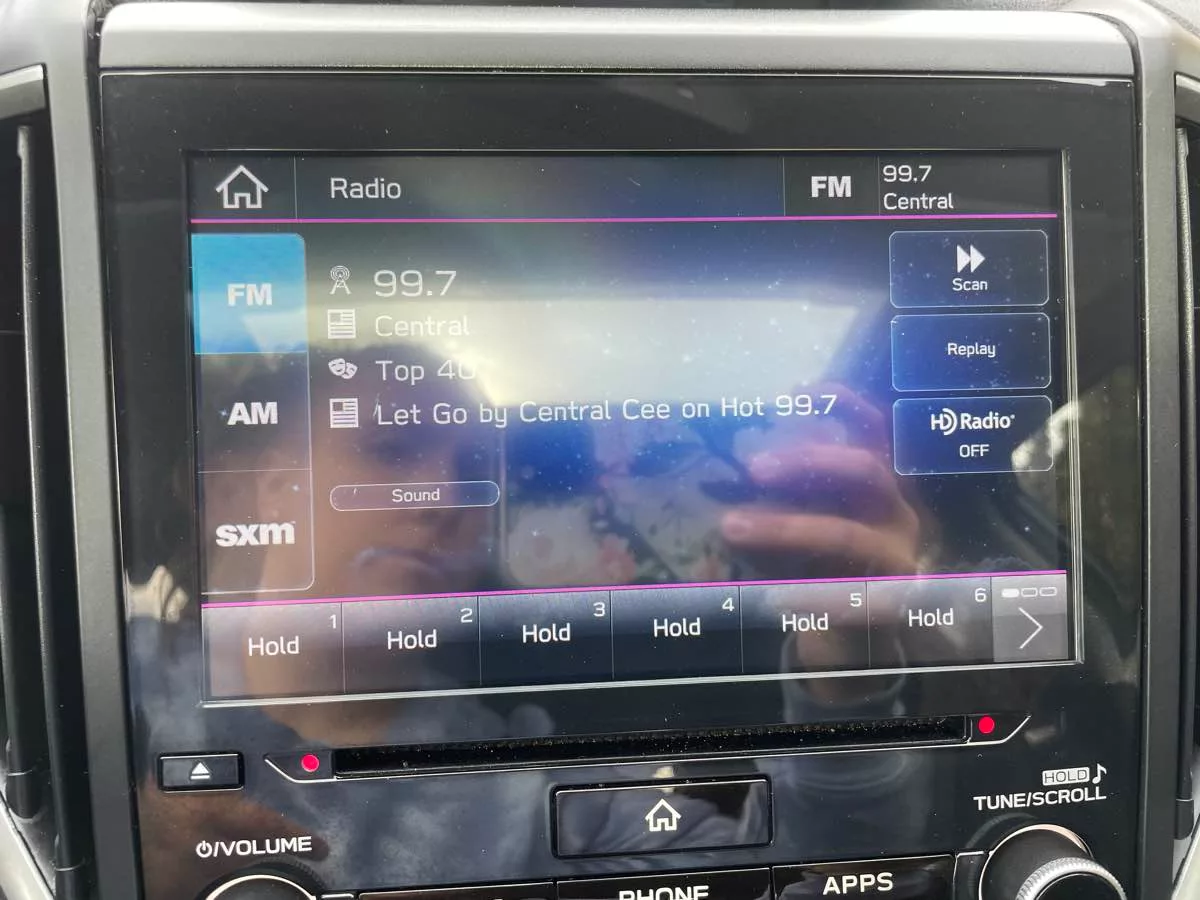 Radio
FM
99.7
Central
FM
99.7
Central
Top 40
Let Go by Central Cee on Hot 99.7
Scan
Replay
HD Radio
OFF
AM
Sound
sxm
1
Hold
2
Hold
3
Hold
4
Hold
5
Hold
6
Hold
HOLD
TUNE/SCROLL
/VOLUME
PHONE
APPS